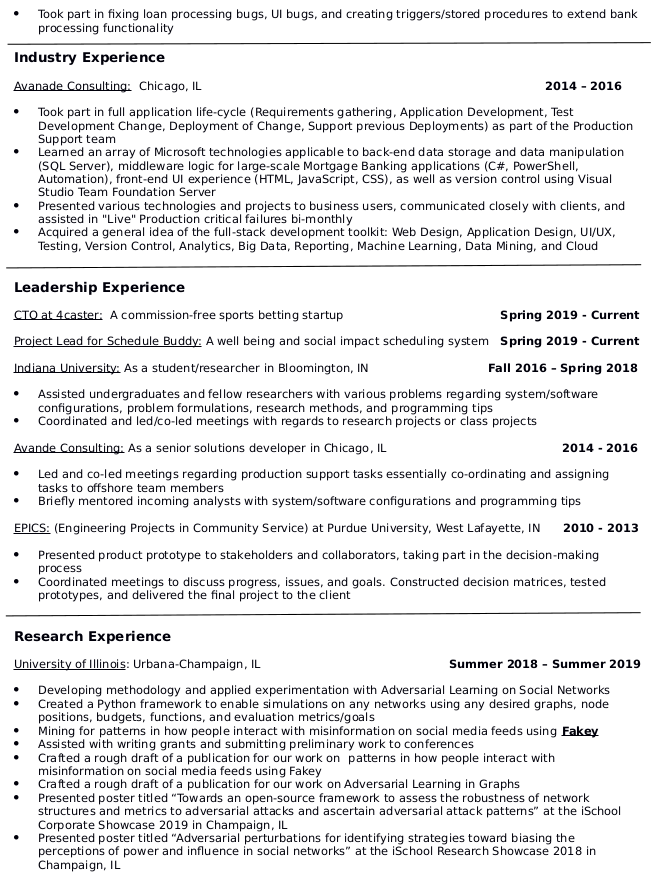 • Took part in fixing loan processing bugs, UI bugs, and creating triggers/stored procedures to extend bank
processing functionality
Industry Experience
Avanade Consulting: Chicago, IL 2014 – 2016
• Took part in full application life-cycle (Requirements gathering, Application Development, Test
Development Change, Deployment of Change, Support previous Deployments) as part of the Production
Support team
• Learned an array of Microsoft technologies applicable to back-end data storage and data manipulation
(SQL Server), middleware logic for large-scale Mortgage Banking applications (C#, PowerShell,
Automation), front-end UI experience (HTML, JavaScript, CSS), as well as version control using Visual
Studio Team Foundation Server
• Presented various technologies and projects to business users, communicated closely with clients, and
assisted in "Live" Production critical failures bi-monthly
• Acquired a general idea of the full-stack development toolkit: Web Design, Application Design, UI/UX,
Testing, Version Control, Analytics, Big Data, Reporting, Machine Learning, Data Mining, and Cloud
Leadership Experience
CTO at 4caster: A commission-free sports betting startup Spring 2019 - Current
Project Lead for Schedule Buddy: A well being and social impact scheduling system Spring 2019 - Current
Indiana University: As a student/researcher in Bloomington, IN Fall 2016 – Spring 2018
• Assisted undergraduates and fellow researchers with various problems regarding system/software
configurations, problem formulations, research methods, and programming tips
• Coordinated and led/co-led meetings with regards to research projects or class projects
Avande Consulting: As a senior solutions developer in Chicago, IL 2014 - 2016
• Led and co-led meetings regarding production support tasks essentially co-ordinating and assigning
tasks to offshore team members
• Briefly mentored incoming analysts with system/software configurations and programming tips
EPICS: (Engineering Projects in Community Service) at Purdue University, West Lafayette, IN 2010 - 2013
• Presented product prototype to stakeholders and collaborators, taking part in the decision-making
process
• Coordinated meetings to discuss progress, issues, and goals. Constructed decision matrices, tested
prototypes, and delivered the final project to the client
Research Experience
University of Illinois: Urbana-Champaign, IL Summer 2018 – Summer 2019
• Developing methodology and applied experimentation with Adversarial Learning on Social Networks
• Created a Python framework to enable simulations on any networks using any desired graphs, node
positions, budgets, functions, and evaluation metrics/goals
• Mining for patterns in how people interact with misinformation on social media feeds using Fakey
• Assisted with writing grants and submitting preliminary work to conferences
• Crafted a rough draft of a publication for our work on patterns in how people interact with
misinformation on social media feeds using Fakey
• Crafted a rough draft of a publication for our work on Adversarial Learning in Graphs
• Presented poster titled “Towards an open-source framework to assess the robustness of network
structures and metrics to adversarial attacks and ascertain adversarial attack patterns” at the iSchool
Corporate Showcase 2019 in Champaign, IL
• Presented poster titled “Adversarial perturbations for identifying strategies toward biasing the
perceptions of power and influence in social networks” at the iSchool Research Showcase 2018 in
Champaign, IL